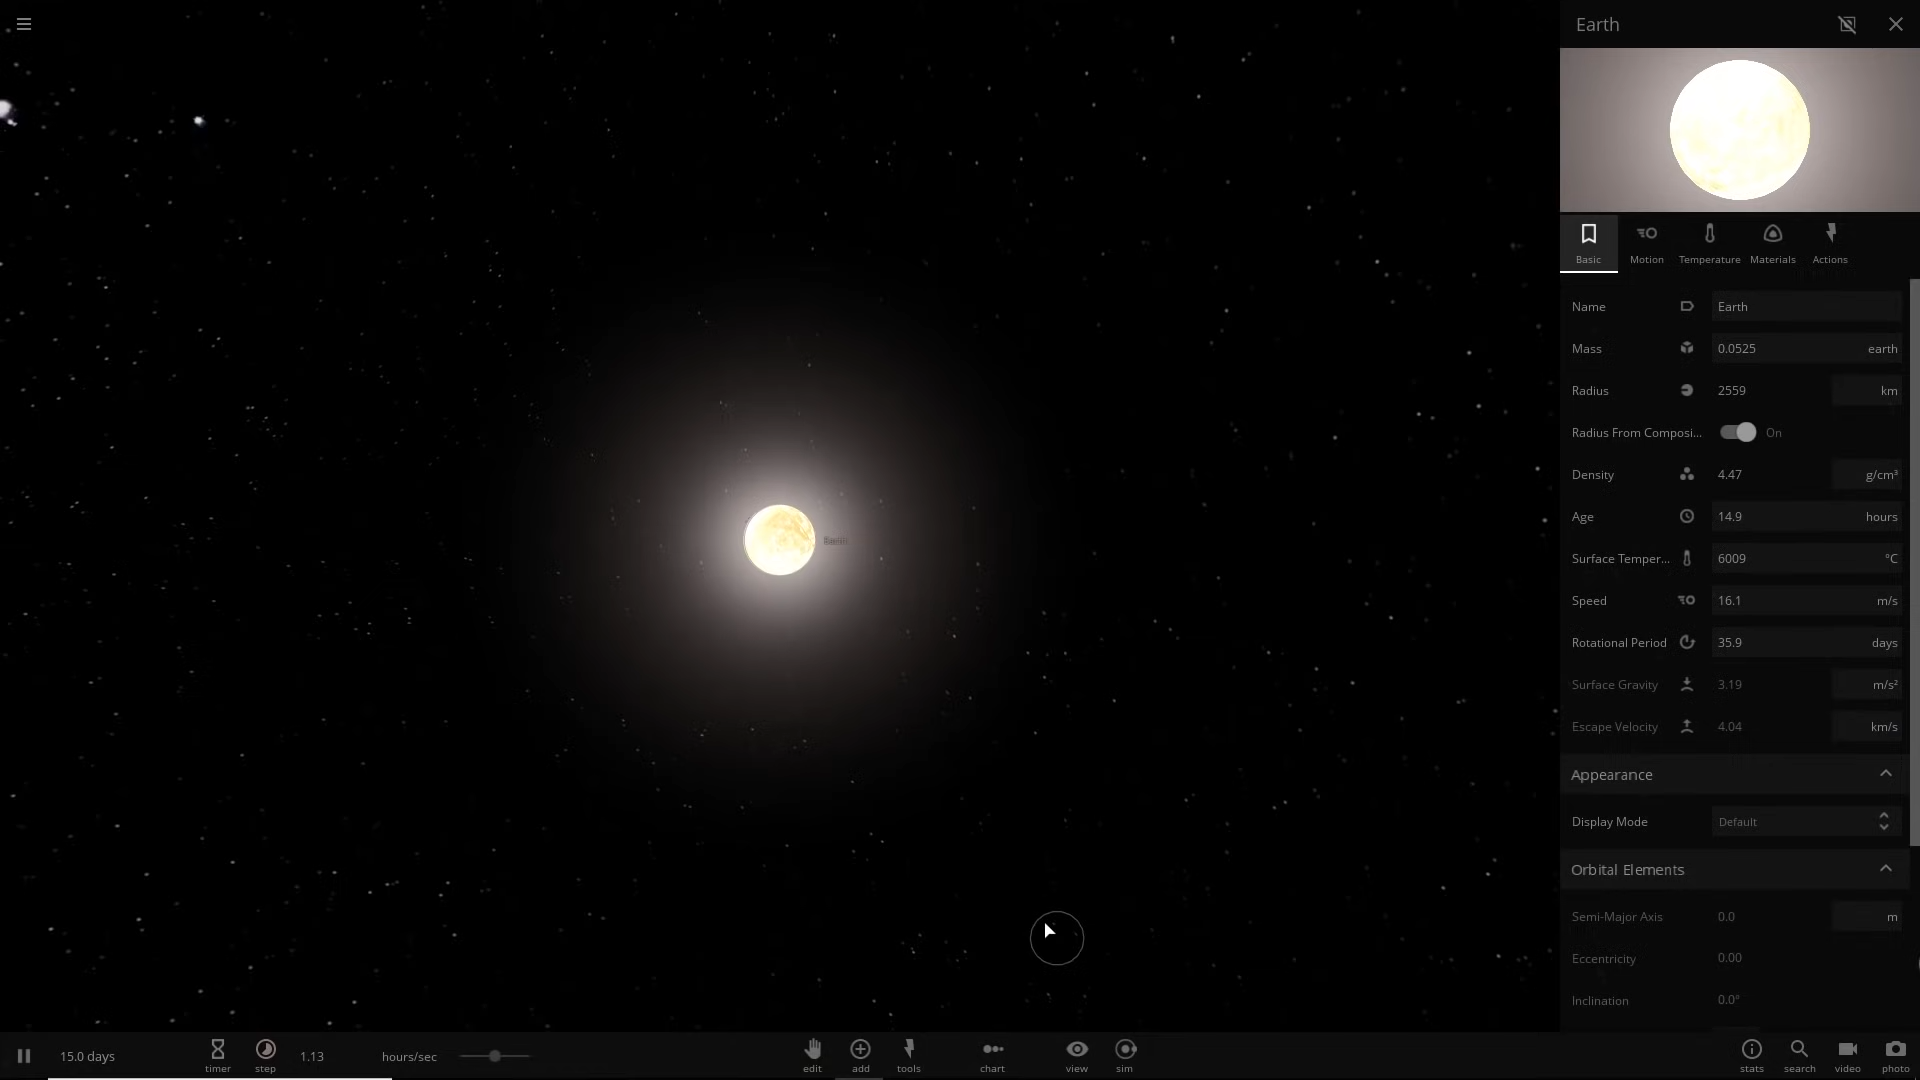 Earth
Basic
Motion
Temperature
Materials
Actions
Name Earth
Mass 0.0525 earth
Radius 2559 km
Radius From Composi... On
Density 4.47 g/cm³
Age 14.9 hours
Surface Temper... 6009 °C
Speed 16.1 m/s
Rotational Period 35.9 days
Surface Gravity 3.19 m/s²
Escape Velocity 4.04 km/s
Appearance
Display Mode Default
Orbital Elements
Semi-Major Axis 0.0 m
Eccentricity 0.00
Inclination 0.0°
Earth
15.0 days
timer
step
1.13 hours/sec
edit
add
tools
chart
view
sim
stats
search
video
photo